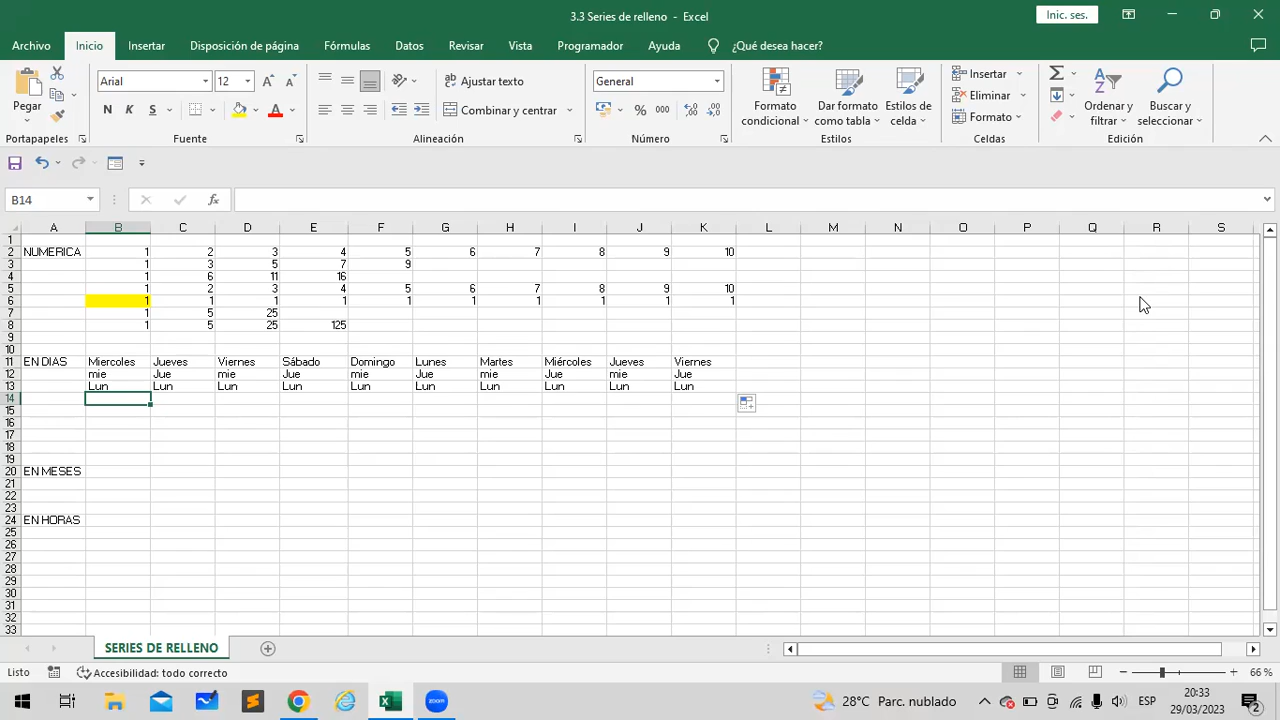 3.3 Series de relleno - Excel
Inic. ses.
Archivo Inicio Insertar Disposición de página Fórmulas Datos Revisar Vista Programador Ayuda ¿Qué desea hacer?
Pegar
Portapapeles
Arial 12
N K S
Fuente
Ajustar texto
Combinar y centrar
Alineación
General
% 000
Número
Formato condicional
Dar formato como tabla
Estilos de celda
Estilos
Insertar
Eliminar
Formato
Celdas
Ordenar y filtrar
Buscar y seleccionar
Edición
B14
A B C D E F G H I J K L M N O P Q R S
1
2 NUMERICA 1 2 3 4 5 6 7 8 9 10
3 1 3 5 7 9
4 1 6 11 16
5 1 2 3 4 5 6 7 8 9 10
6 1 1 1 1 1 1 1 1 1 1
7 1 5 25
8 1 5 25 125
9
10
11 EN DIAS Miercoles Jueves Viernes Sábado Domingo Lunes Martes Miércoles Jueves Viernes
12 mie Jue mie Jue mie Jue mie Jue mie Jue
13 Lun Lun Lun Lun Lun Lun Lun Lun Lun Lun
14
15
16
17
18
19
20 EN MESES
21
22
23
24 EN HORAS
25
26
27
28
29
30
31
32
33
SERIES DE RELLENO
Listo Accesibilidad: todo correcto 66 %
28°C Parc. nublado ESP 20:33
29/03/2023 2